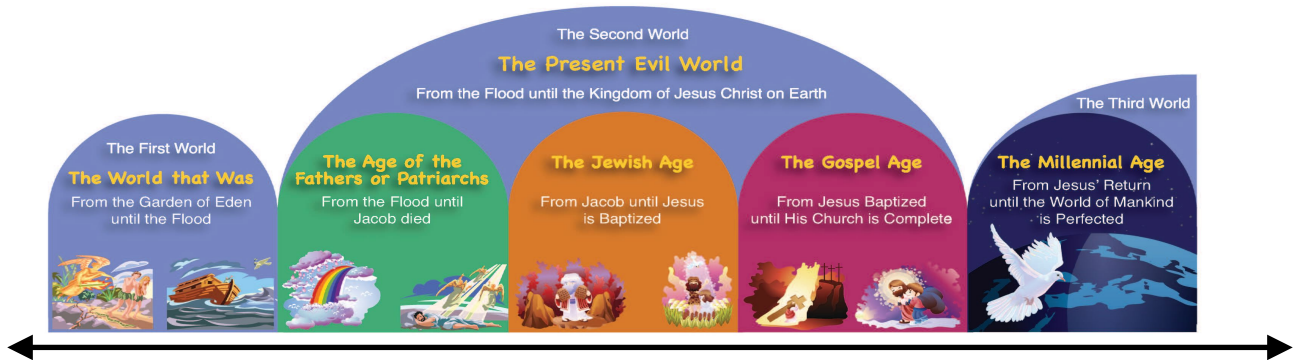 The Second World
The Present Evil World
From the Flood until the Kingdom of Jesus Christ on Earth
The First World
The World that Was
From the Garden of Eden
until the Flood
The Age of the
Fathers or Patriarchs
From the Flood until
Jacob died
The Jewish Age
From Jacob until Jesus
is Baptized
The Gospel Age
From Jesus Baptized
until His Church is Complete
The Third World
The Millennial Age
From Jesus' Return
until the World of Mankind
is Perfected